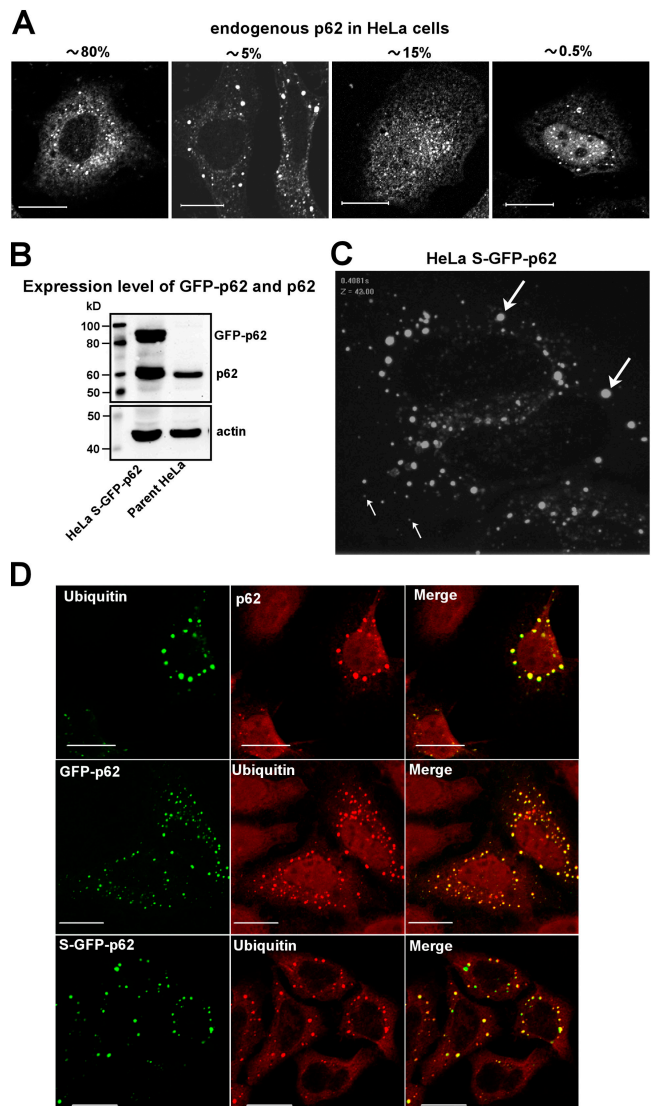 A
endogenous p62 in HeLa cells
~80%
~5%
~15%
~0.5%
B
Expression level of GFP-p62 and p62
kD
100
80
60
50
50
40
GFP-p62
p62
actin
HeLa S-GFP-p62
Parent HeLa
C
HeLa S-GFP-p62
0.4001s
Z = 42.00
D
Ubiquitin
p62
Merge
GFP-p62
Ubiquitin
Merge
S-GFP-p62
Ubiquitin
Merge